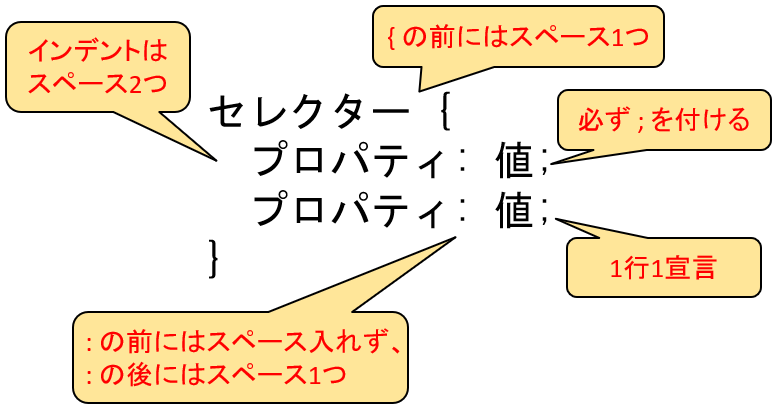 { の前にはスペース1つ
インデントは
スペース2つ
セレクター {
必ず ; を付ける
プロパティ: 値;
プロパティ: 値;
}
1行1宣言
: の前にはスペース入れず、
: の後にはスペース1つ